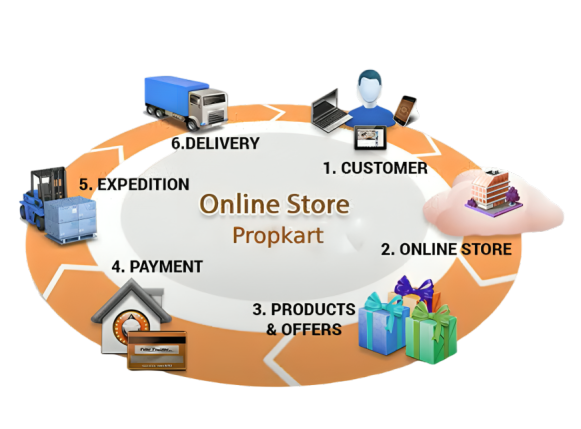 Online Store
Propkart
1. CUSTOMER
2. ONLINE STORE
3. PRODUCTS
& OFFERS
4. PAYMENT
5. EXPEDITION
6.DELIVERY